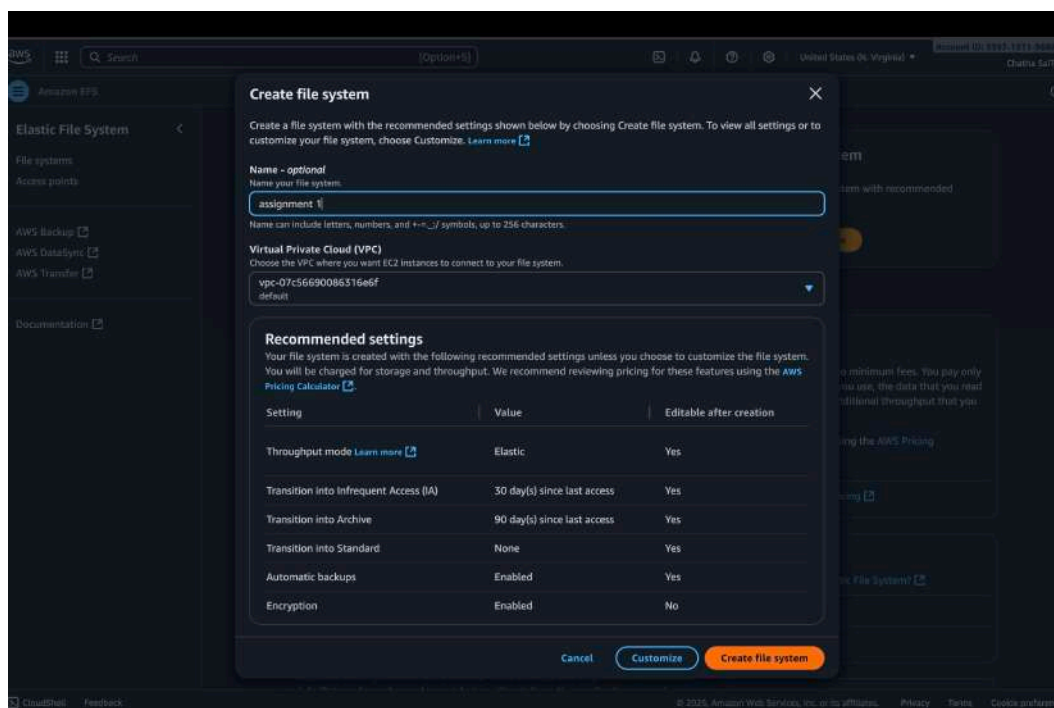 aws
Search
[Option+S]
United States (N. Virginia)
Amazon EFS
Elastic File System
File systems
Access points
AWS Backup
AWS DataSync
AWS Transfer
Documentation
Create file system
Create a file system with the recommended settings shown below by choosing Create file system. To view all settings or to
customize your file system, choose Customize. Learn more
Name - optional
Name your file system.
assignment 1
Name can include letters, numbers, and +-=._:/ symbols, up to 256 characters.
Virtual Private Cloud (VPC)
Choose the VPC where you want EC2 instances to connect to your file system.
vpc-07c56690086316e6f
default
Recommended settings
Your file system is created with the following recommended settings unless you choose to customize the file system.
You will be charged for storage and throughput. We recommend reviewing pricing for these features using the AWS
Pricing Calculator.
Setting Value Editable after creation
Throughput mode Learn more Elastic Yes
Transition into Infrequent Access (IA) 30 day(s) since last access Yes
Transition into Archive 90 day(s) since last access Yes
Transition into Standard None Yes
Automatic backups Enabled Yes
Encryption Enabled No
Cancel Customize Create file system
CloudShell Feedback
© 2025, Amazon Web Services, Inc. or its affiliates. Privacy Terms